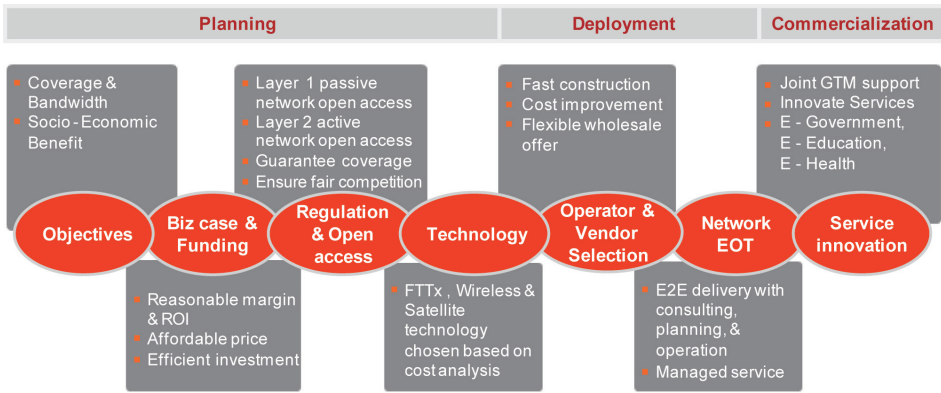 Planning
Deployment
Commercialization
Coverage &
Bandwidth
Socio - Economic
Benefit
Layer 1 passive
network open access
Layer 2 active
network open access
Guarantee coverage
Ensure fair competition
Fast construction
Cost improvement
Flexible wholesale
offer
Joint GTM support
Innovate Services
E - Government,
E - Education,
E - Health
Objectives
Biz case &
Funding
Regulation
& Open
access
Technology
Operator &
Vendor
Selection
Network
EOT
Service
innovation
Reasonable margin
& ROI
Affordable price
Efficient investment
FTTx , Wireless &
Satellite
technology
chosen based on
cost analysis
E2E delivery with
consulting,
planning, &
operation
Managed service